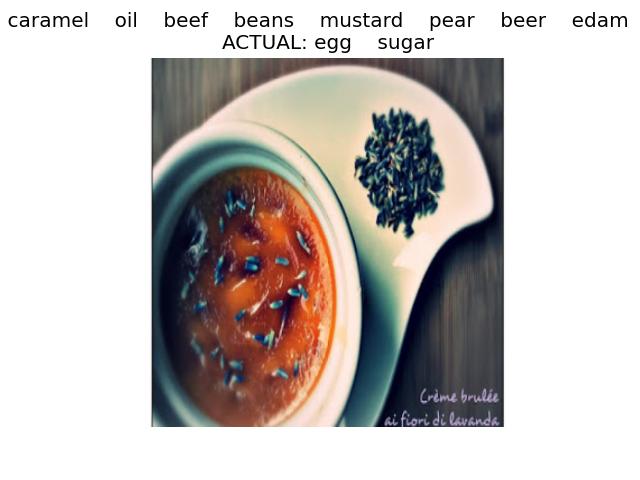 caramel oil beef beans mustard pear beer edam
ACTUAL: egg sugar
Crème brulée
ai fiori di lavanda